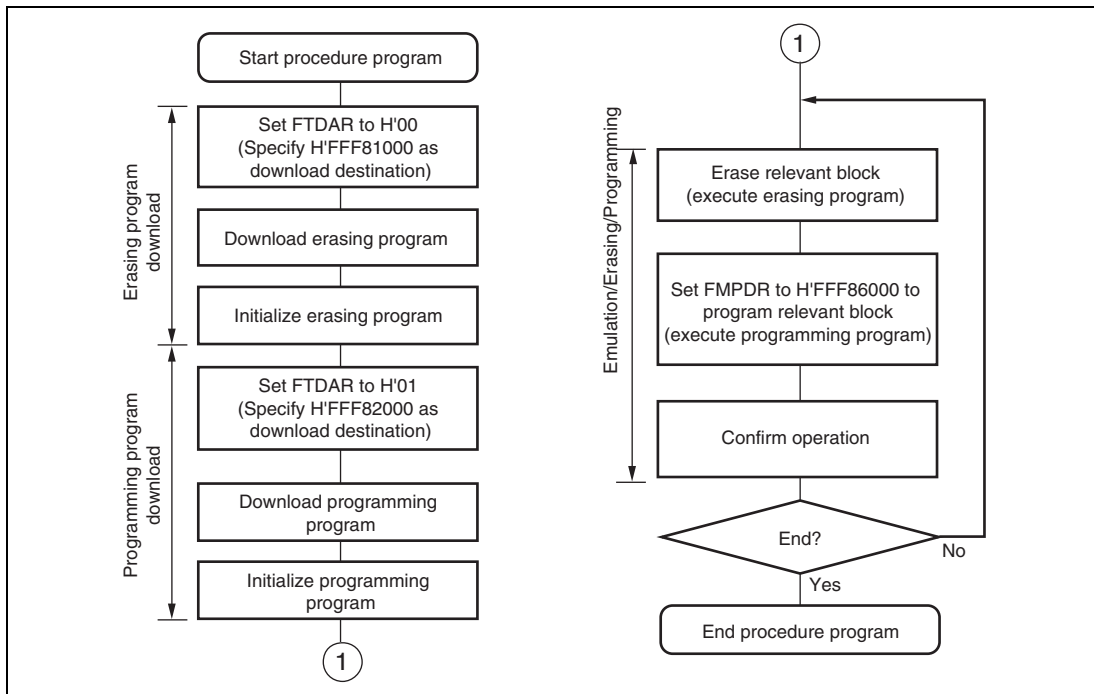 Start procedure program
Erasing program
download
Set FTDAR to H'00
(Specify H'FFF81000 as
download destination)
Download erasing program
Initialize erasing program
Programming program
download
Set FTDAR to H'01
(Specify H'FFF82000 as
download destination)
Download programming
program
Initialize programming
program
1
1
Emulation/Erasing/Programming
Erase relevant block
(execute erasing program)
Set FMPDR to H'FFF86000 to
program relevant block
(execute programming program)
Confirm operation
End?
No
Yes
End procedure program